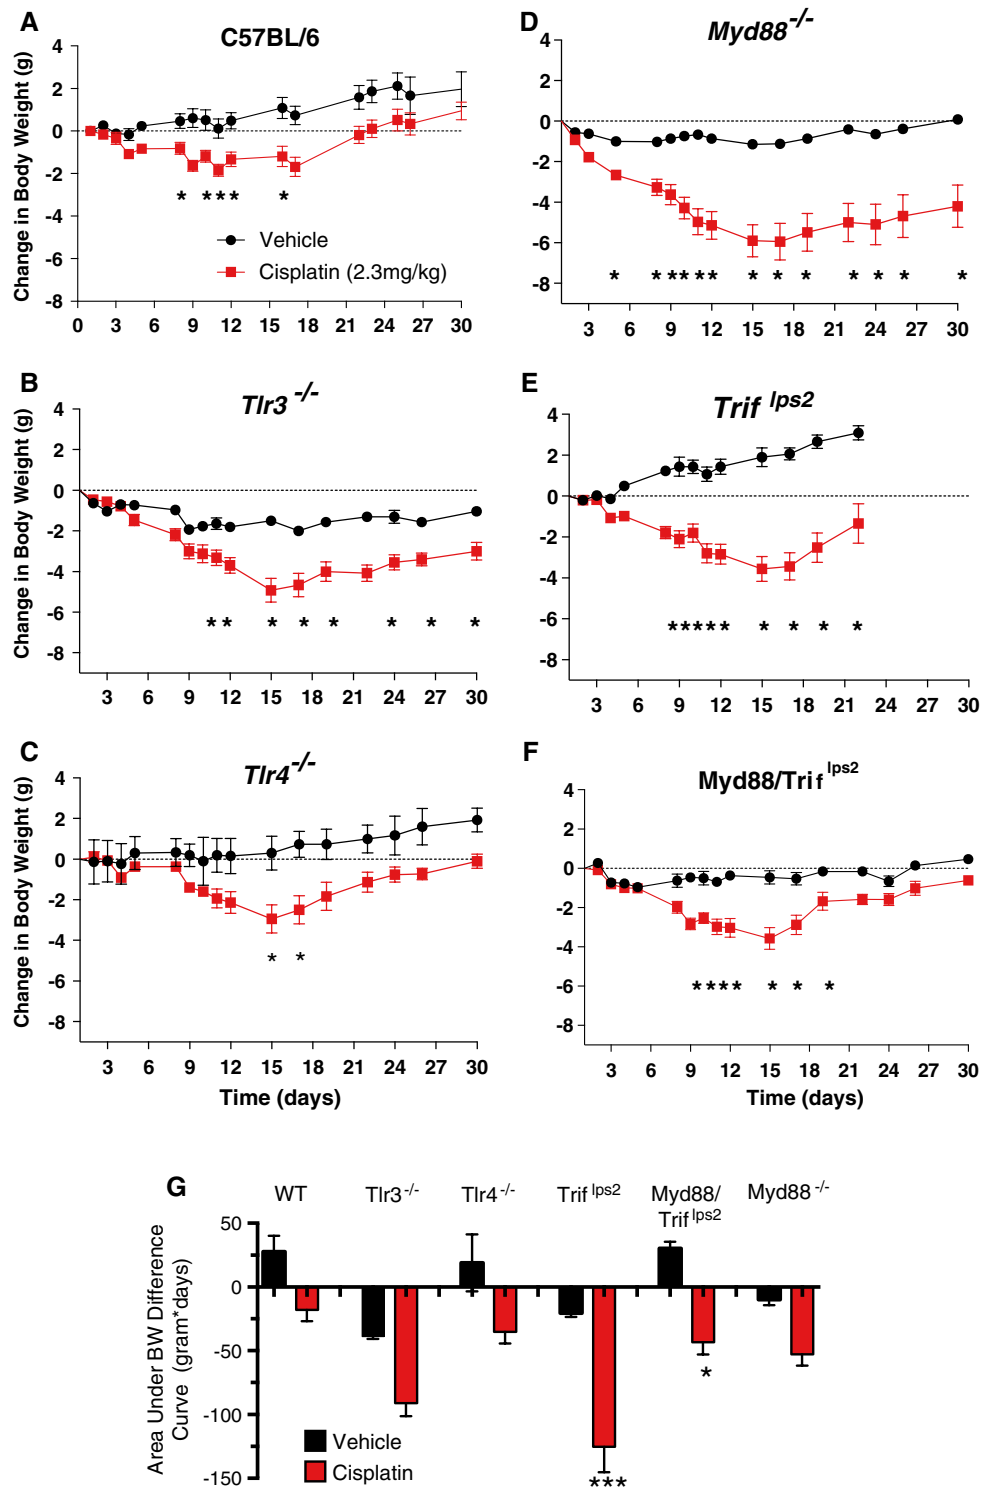 A
C57BL/6
Change in Body Weight (g)
4
2
0
-2
-4
-6
-8
* * * * *
Vehicle
Cisplatin (2.3mg/kg)
0 3 6 9 12 15 18 21 24 27 30
D
Myd88-/-
4
2
0
-2
-4
-6
-8
* * * * * * * * * * * * *
3 6 9 12 15 18 21 24 27 30
B
Tlr3 -/-
Change in Body Weight (g)
4
2
0
-2
-4
-6
-8
* * * * * * * *
3 6 9 12 15 18 21 24 27 30
E
Trif lps2
4
2
0
-2
-4
-6
-8
* * * * * * * * *
3 6 9 12 15 18 21 24 27 30
C
Tlr4-/-
Change in Body Weight (g)
4
2
0
-2
-4
-6
-8
* *
3 6 9 12 15 18 21 24 27 30
Time (days)
F
Myd88/Trif lps2
4
2
0
-2
-4
-6
-8
* * * * * * *
3 6 9 12 15 18 21 24 27 30
Time (days)
G
WT Tlr3 -/- Tlr4 -/- Trif lps2 Myd88/ Myd88 -/-
Trif lps2
Area Under BW Difference
Curve (gram*days)
50
0
-50
-100
-150
*
***
Vehicle
Cisplatin